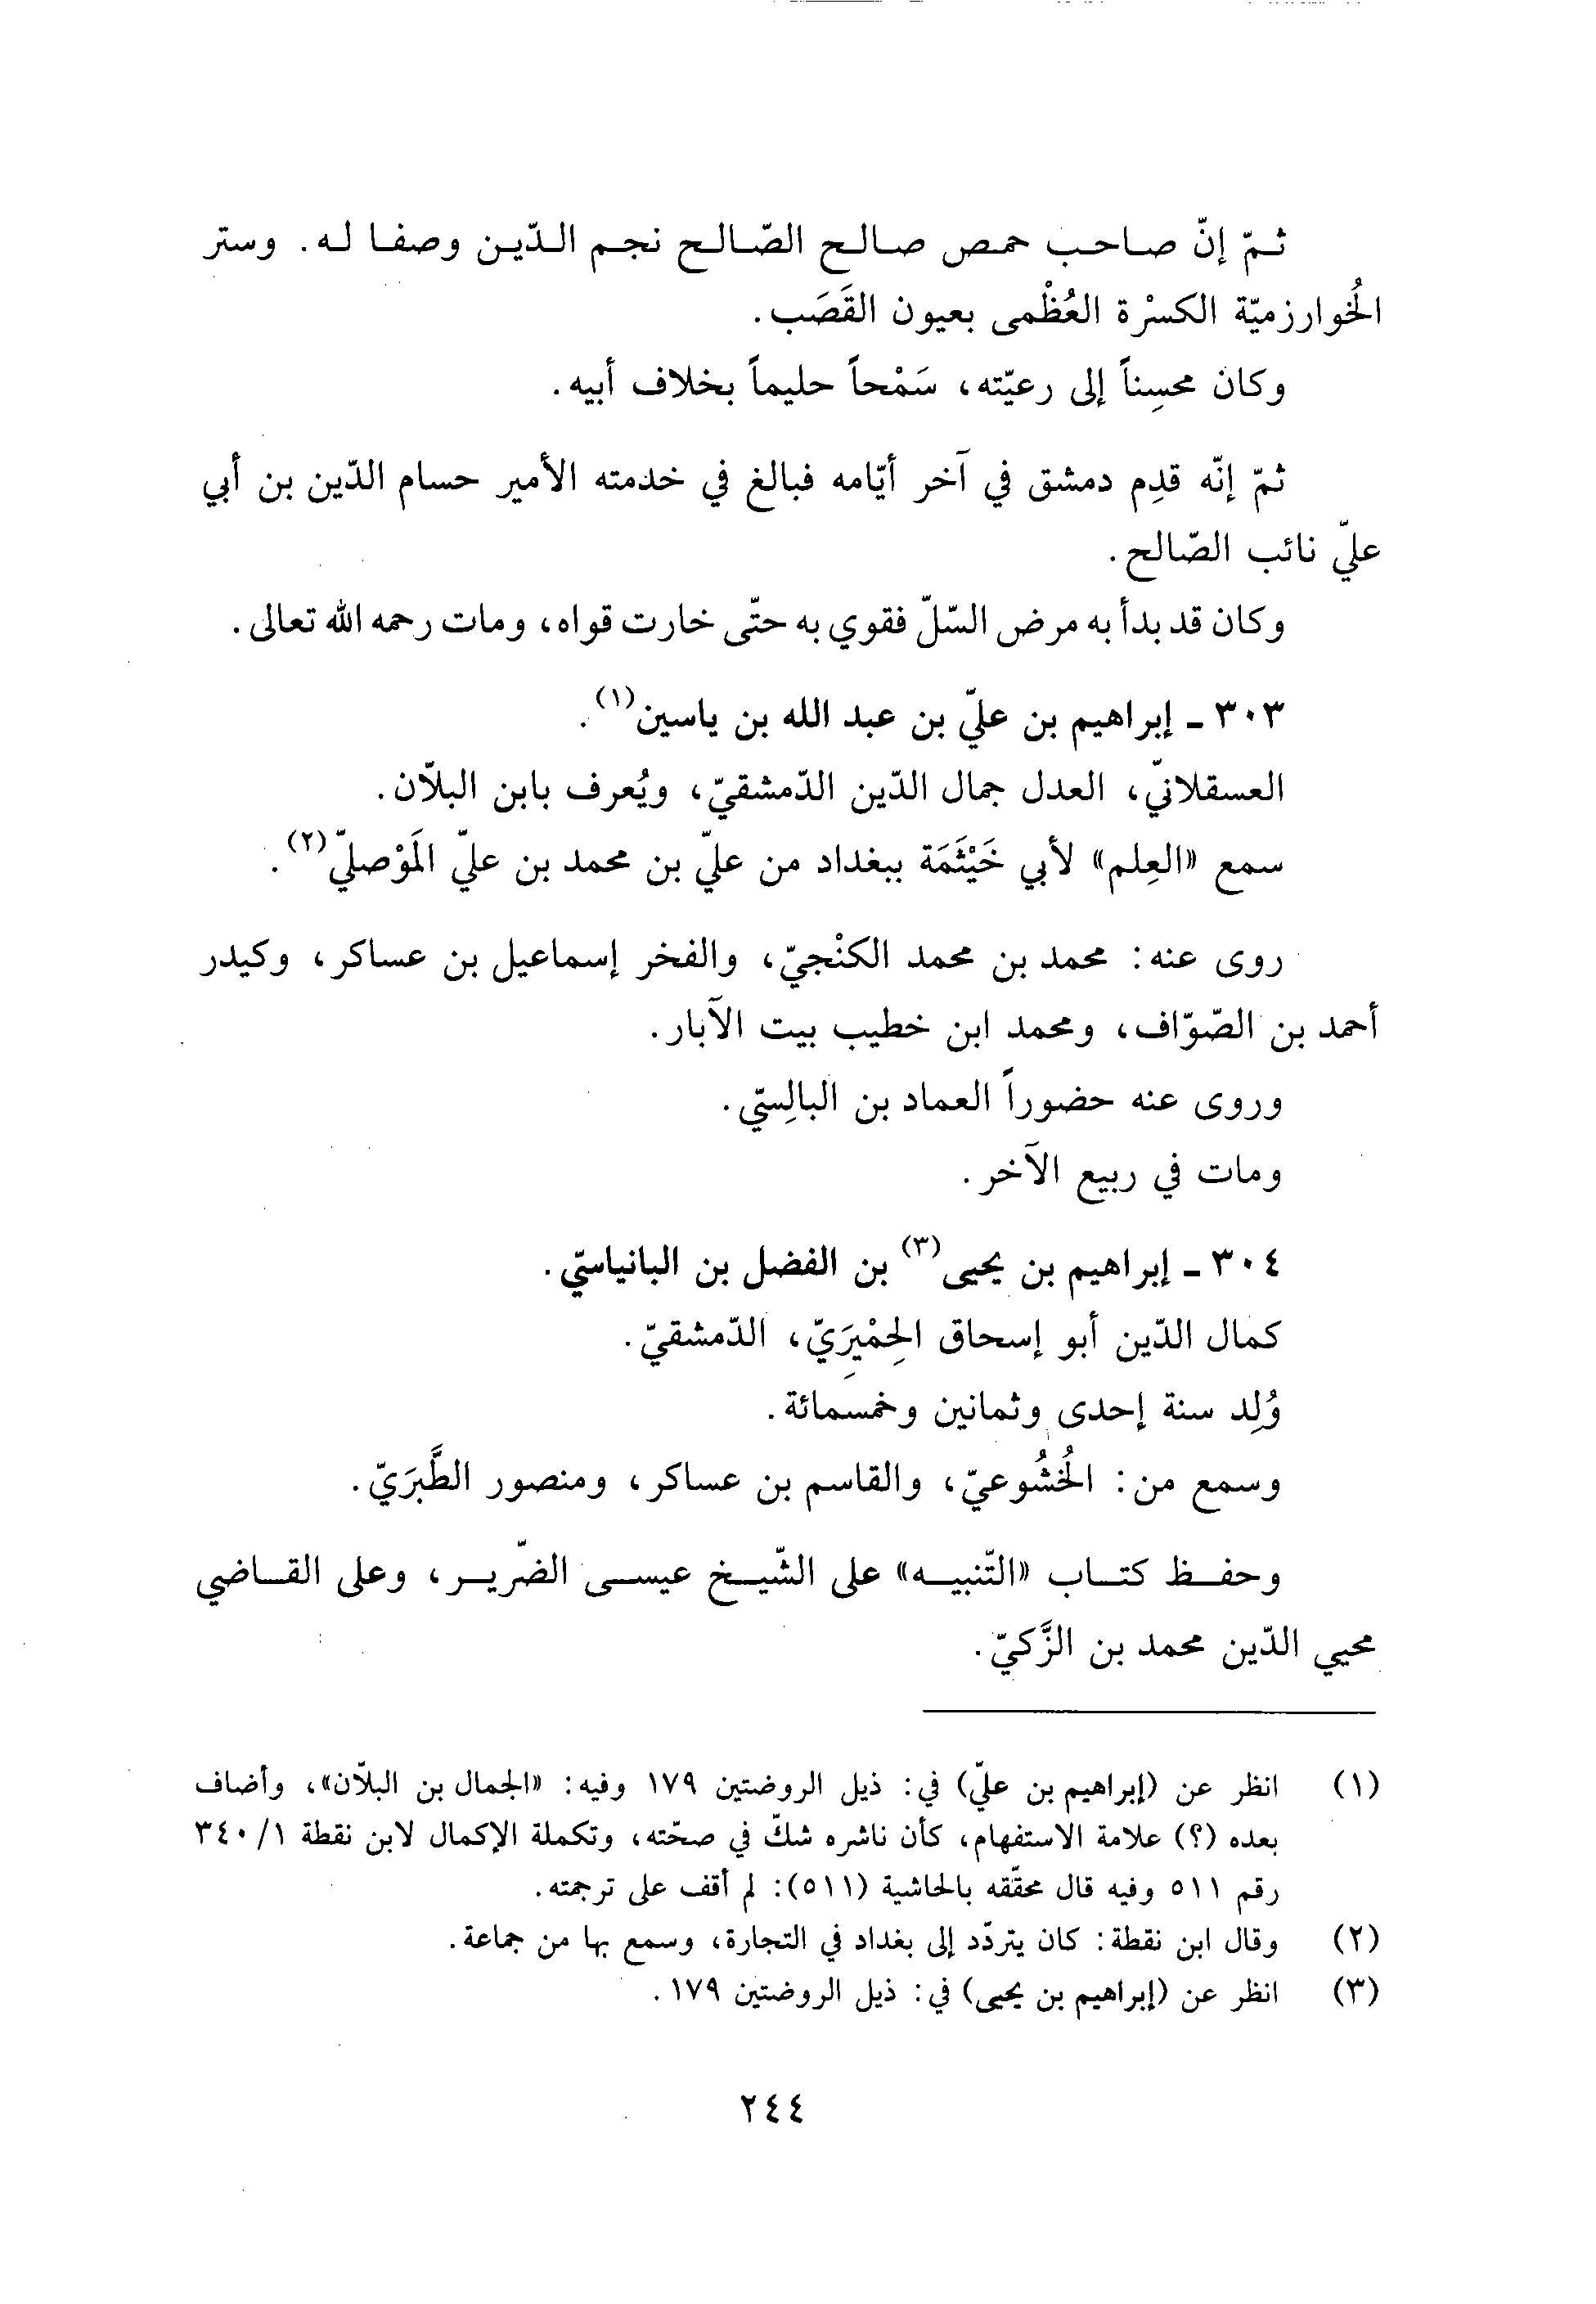 ثمّ إنّ صاحب حمص صالح الصّالح نجم الدّين وصفا له. وستر
الخُوارزميّة الكسْرة العُظْمى بعيون القَصَب.
وكان محسِناً إلى رعيّته، سَمْحاً حليماً بخلاف أبيه.
ثمّ إنّه قدِم دمشق في آخر أيّامه فبالغ في خدمته الأمير حسام الدّين بن أبي
عليّ نائب الصّالح.
وكان قد بدأ به مرض السّلّ فقوي به حتّى خارت قواه، ومات رحمه الله تعالى.
٣٠٣ ـ إبراهيم بن عليّ بن عبد الله بن ياسين(١).
العسقلانيّ، العدل جمال الدّين الدّمشقيّ، ويُعرف بابن البلّان.
سمع «العِلم» لأبي خَيْثَمَة ببغداد من عليّ بن محمد بن عليّ المَوْصليّ(٢).
روى عنه: محمد بن محمد الكنْجيّ، والفخر إسماعيل بن عساكر، وكيدر
أحمد بن الصّوّاف، ومحمد ابن خطيب بيت الآبار.
وروى عنه حضوراً العماد بن البالِسيّ.
ومات في ربيع الآخر.
٣٠٤ ـ إبراهيم بن يحيى(٣) بن الفضل بن البانياسيّ.
كمال الدّين أبو إسحاق الحِمْيَرِيّ، الدّمشقيّ.
وُلِد سنة إحدى وثمانين وخمسمائة.
وسمع من: الخُشُوعيّ، والقاسم بن عساكر، ومنصور الطَّبَريّ.
وحفظ كتاب «التّنبيه» على الشّيخ عيسى الضّرير، وعلى القاضي
محيي الدّين محمد بن الزَّكيّ.
(١) انظر عن (إبراهيم بن عليّ) في: ذيل الروضتين ١٧٩ وفيه: «الجمال بن البلّان»، وأضاف
بعده (؟) علامة الاستفهام، كأن ناشره شكّ في صحّته، وتكملة الإكمال لابن نقطة ١/ ٣٤٠
رقم ٥١١ وفيه قال محقّقه بالحاشية (٥١١): لم أقف على ترجمته.
(٢) وقال ابن نقطة: كان يتردّد إلى بغداد في التجارة، وسمع بها من جماعة.
(٣) انظر عن (إبراهيم بن يحيى) في: ذيل الروضتين ١٧٩.
٢٤٤